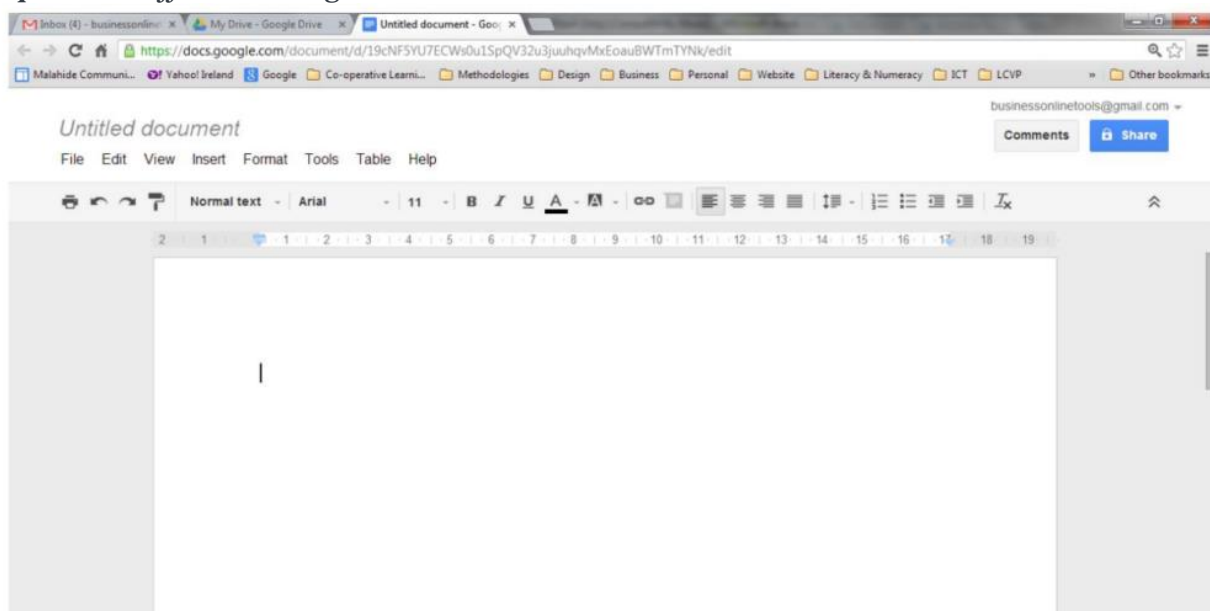 Inbox (4) - businessonline × My Drive - Google Drive × Untitled document - Goo ×
https://docs.google.com/document/d/19cNF5YU7ECWs0u1SpQV32u3juuhqvMxEoauBWTmTYNk/edit
Malahide Communi... Yahoo! Ireland Google Co-operative Learni... Methodologies Design Business Personal Website Literacy & Numeracy ICT LCVP » Other bookmarks
businessonlinetools@gmail.com
Untitled document
Comments Share
File Edit View Insert Format Tools Table Help
Normal text Arial 11 B I U A A
2 1 1 2 3 4 5 6 7 8 9 10 11 12 13 14 15 16 17 18 19